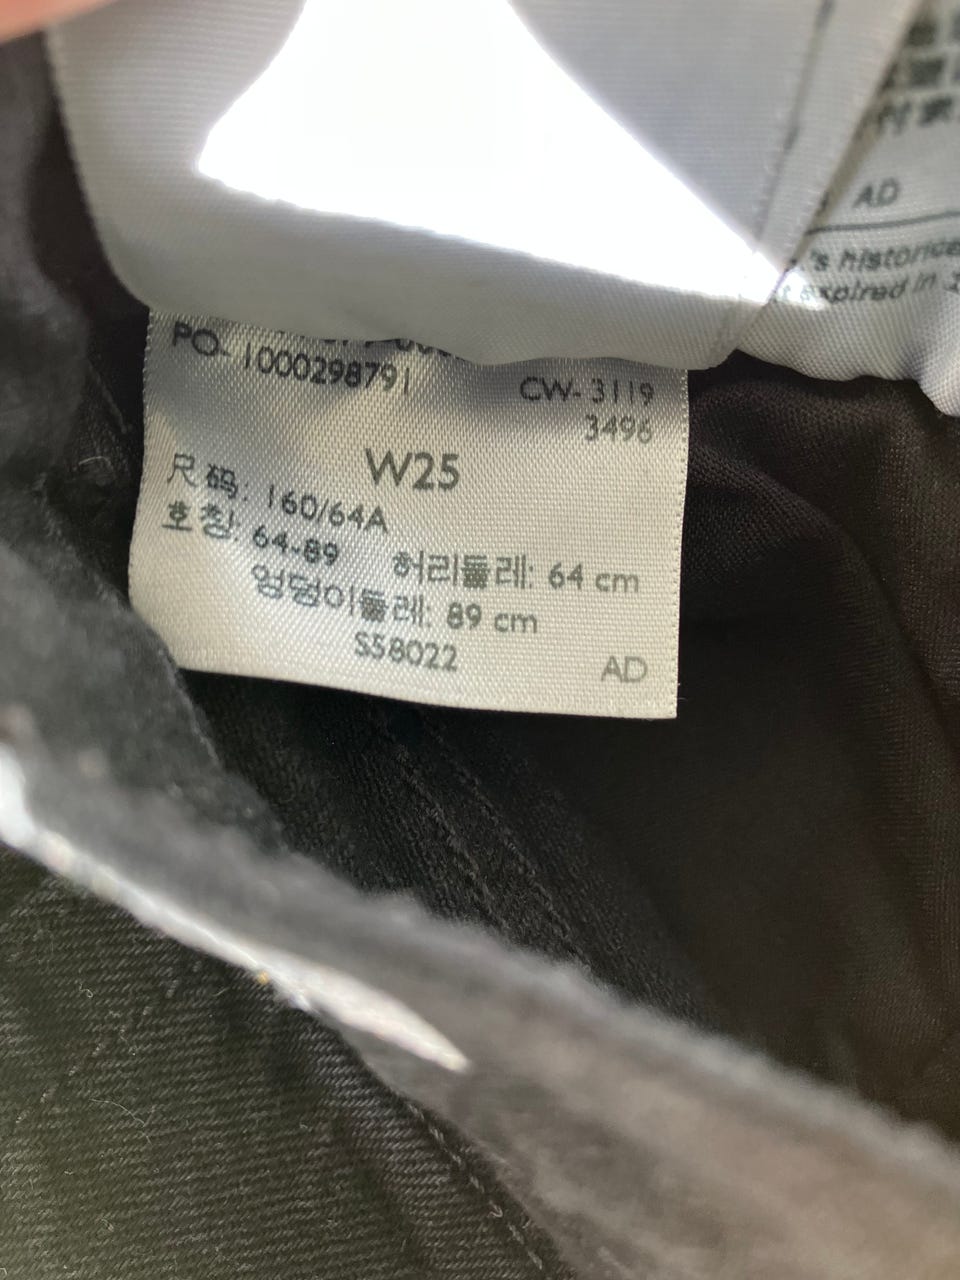 AD
's historica
expired in
PO- 1000298791
CW- 3119
3496
W25
尺码: 160/64A
호칭: 64-89 허리둘레: 64 cm
엉덩이둘레: 89 cm
S58022
AD